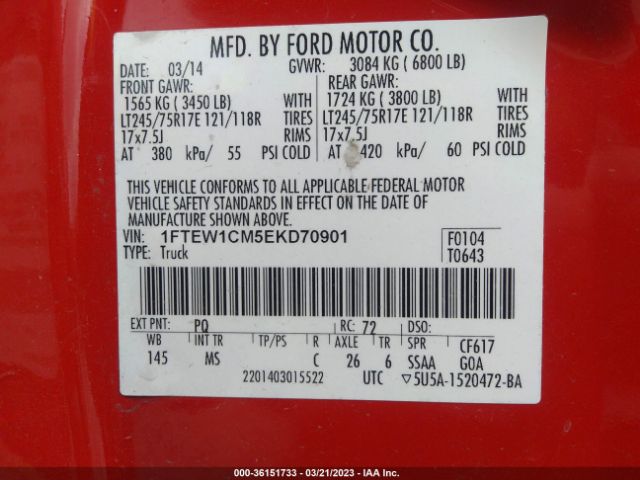 MFD. BY FORD MOTOR CO.
DATE: 03/14 GVWR: 3084 KG ( 6800 LB)
FRONT GAWR: REAR GAWR:
1565 KG ( 3450 LB) WITH 1724 KG ( 3800 LB) WITH
LT245/75R17E 121/118R TIRES LT245/75R17E 121/118R TIRES
17x7.5J RIMS 17x7.5J RIMS
AT 380 kPa/ 55 PSI COLD AT 420 kPa/ 60 PSI COLD
THIS VEHICLE CONFORMS TO ALL APPLICABLE FEDERAL MOTOR
VEHICLE SAFETY STANDARDS IN EFFECT ON THE DATE OF
MANUFACTURE SHOWN ABOVE.
VIN: 1FTEW1CM5EKD70901 F0104
TYPE: Truck T0643
EXT PNT: PQ RC: 72 DSO:
WB INT TR TP/PS R AXLE TR SPR CF617
145 MS C 26 6 SSAA GOA
2201403015522 UTC ▽5U5A-1520472-BA
000-36151733 — 03/21/2023 — IAA Inc.